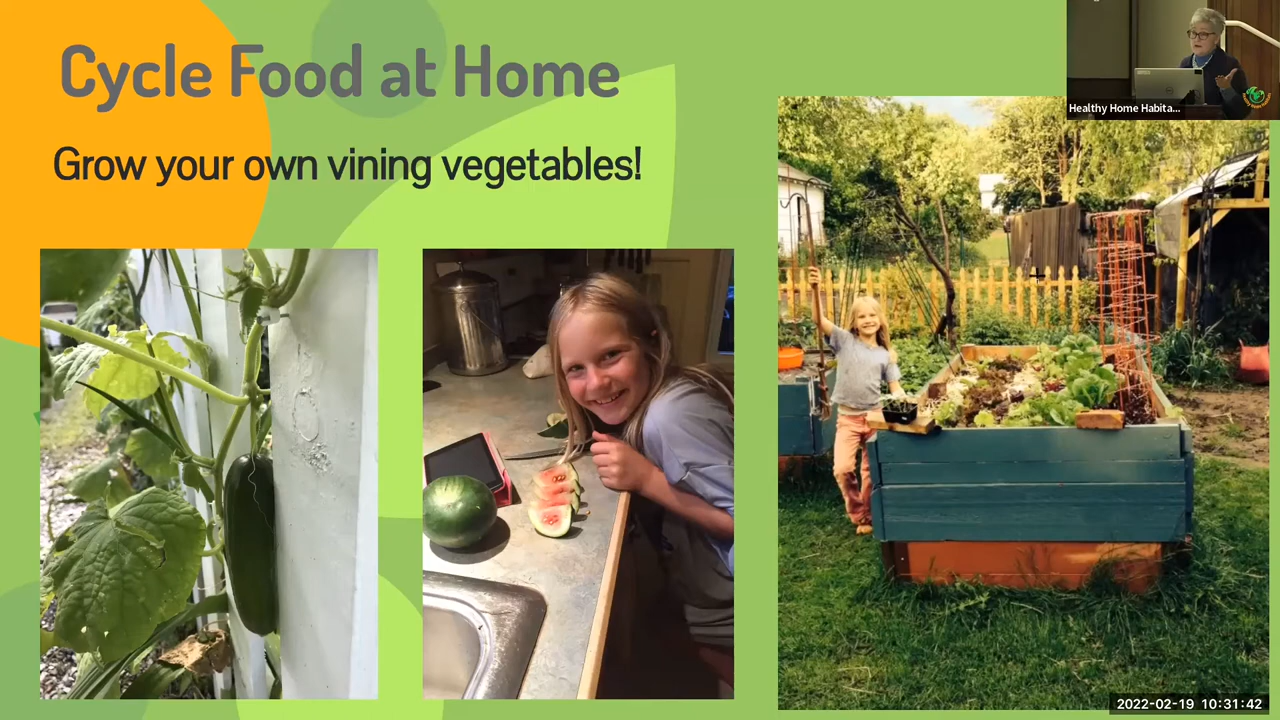 Cycle Food at Home
Grow your own vining vegetables!
Healthy Home Habita...
2022-02-19 10:31:42